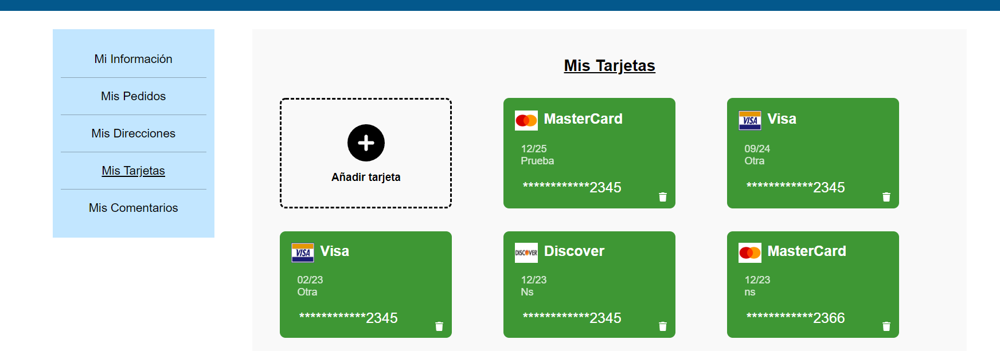 Mi Información
Mis Pedidos
Mis Direcciones
Mis Tarjetas
Mis Comentarios
Mis Tarjetas
Añadir tarjeta
MasterCard
12/25
Prueba
************2345
VISA Visa
09/24
Otra
************2345
VISA Visa
02/23
Otra
************2345
DISCOVER Discover
12/23
Ns
************2345
MasterCard
12/23
ns
************2366